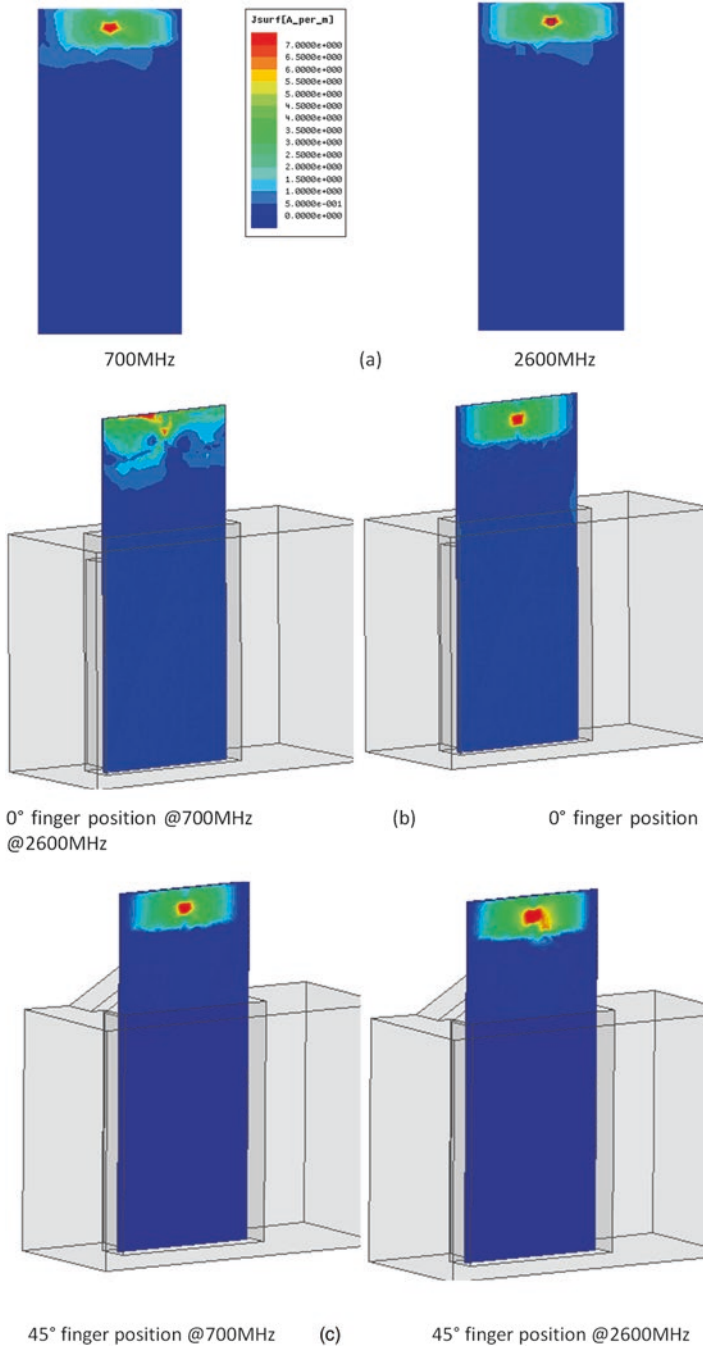 Jsurf[A_per_m]
7.0000e+000
6.5000e+000
6.0000e+000
5.5000e+000
5.0000e+000
4.5000e+000
4.0000e+000
3.5000e+000
3.0000e+000
2.5000e+000
2.0000e+000
1.5000e+000
1.0000e+000
5.0000e-001
0.0000e+000
700MHz (a) 2600MHz
0° finger position @700MHz (b) 0° finger position
@2600MHz
45° finger position @700MHz (c) 45° finger position @2600MHz